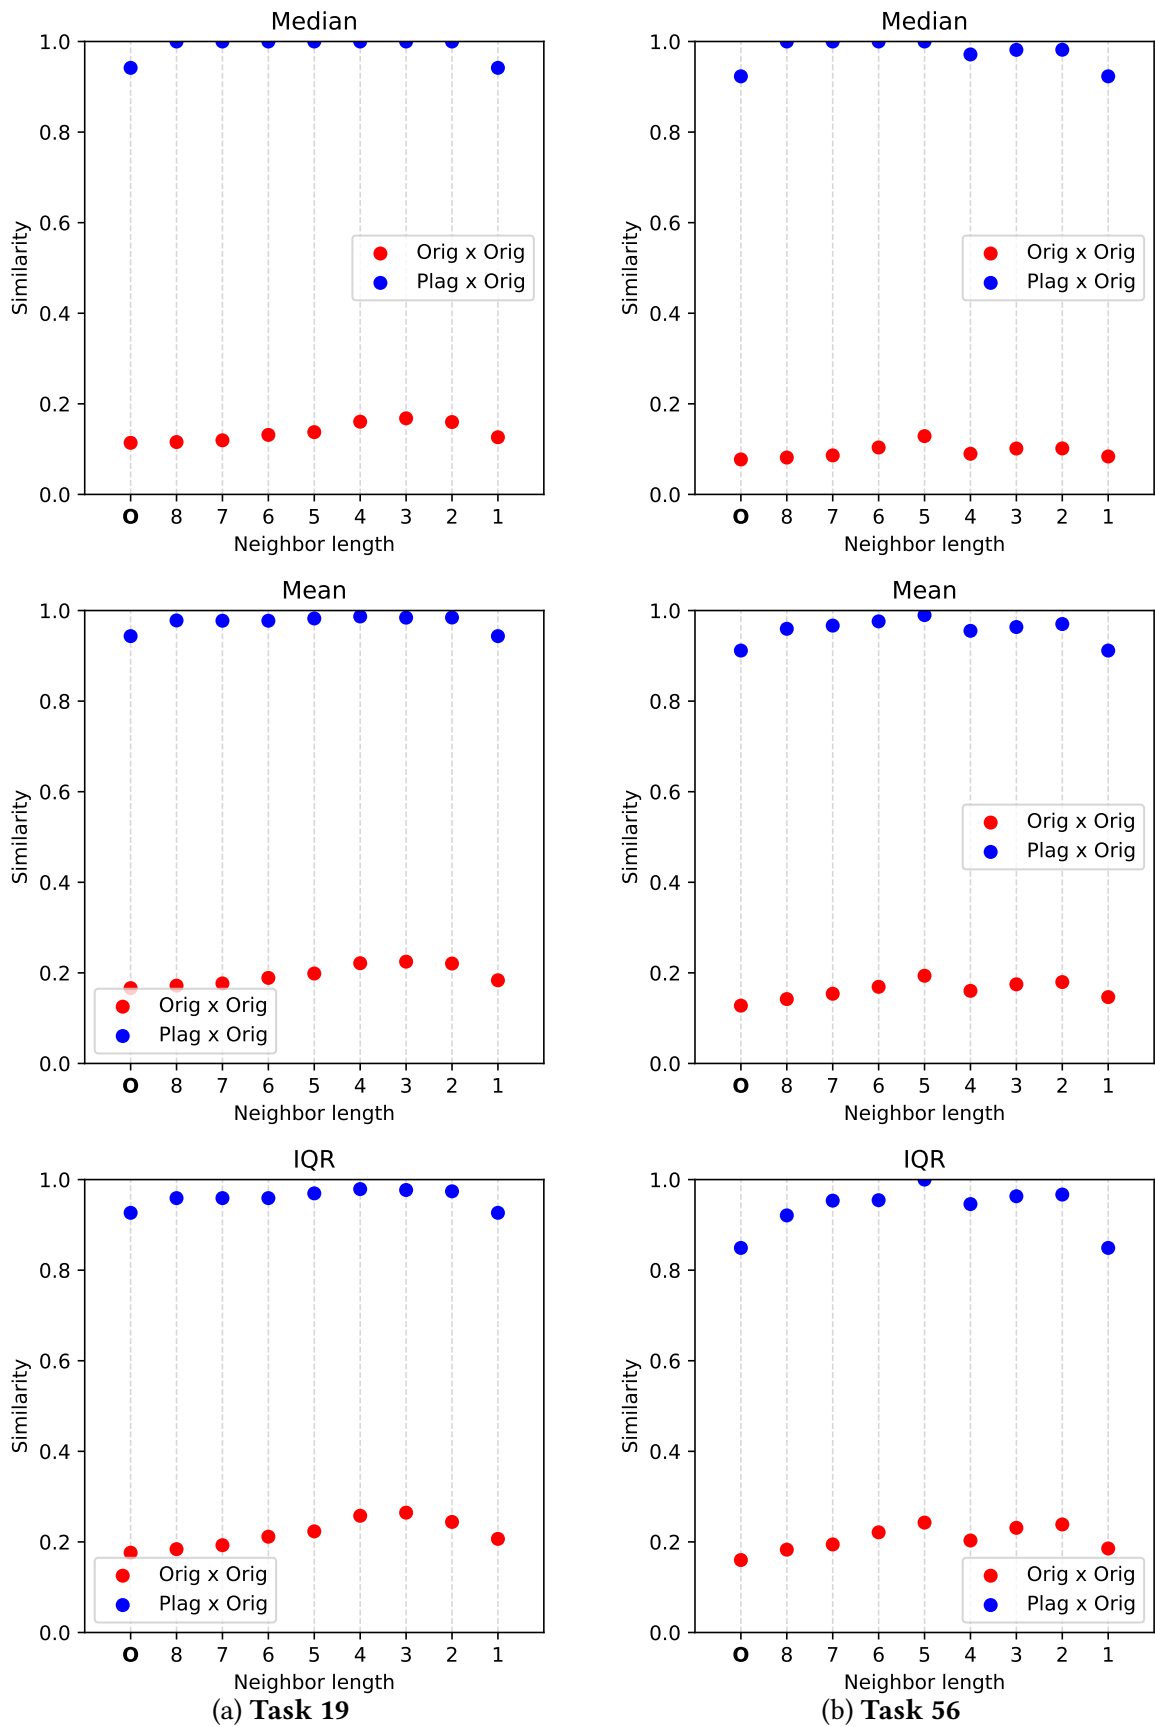 Median
1.0
0.8
0.6
0.4
0.2
0.0
Similarity
Orig x Orig
Plag x Orig
O 8 7 6 5 4 3 2 1
Neighbor length
Median
1.0
0.8
0.6
0.4
0.2
0.0
Similarity
Orig x Orig
Plag x Orig
O 8 7 6 5 4 3 2 1
Neighbor length
Mean
1.0
0.8
0.6
0.4
0.2
0.0
Similarity
Orig x Orig
Plag x Orig
O 8 7 6 5 4 3 2 1
Neighbor length
Mean
1.0
0.8
0.6
0.4
0.2
0.0
Similarity
Orig x Orig
Plag x Orig
O 8 7 6 5 4 3 2 1
Neighbor length
IQR
1.0
0.8
0.6
0.4
0.2
0.0
Similarity
Orig x Orig
Plag x Orig
O 8 7 6 5 4 3 2 1
Neighbor length
IQR
1.0
0.8
0.6
0.4
0.2
0.0
Similarity
Orig x Orig
Plag x Orig
O 8 7 6 5 4 3 2 1
Neighbor length
(a) Task 19
(b) Task 56